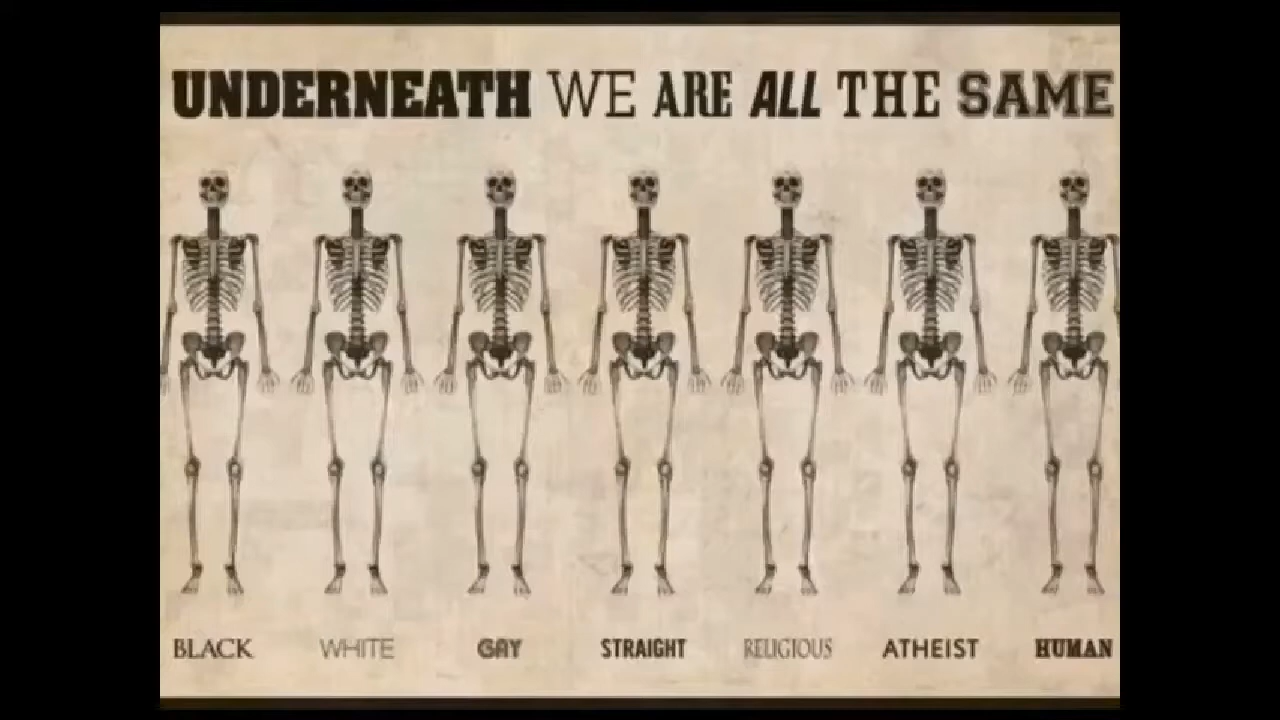 UNDERNEATH WE ARE ALL THE SAME
BLACK WHITE GAY STRAIGHT RELIGIOUS ATHEIST HUMAN